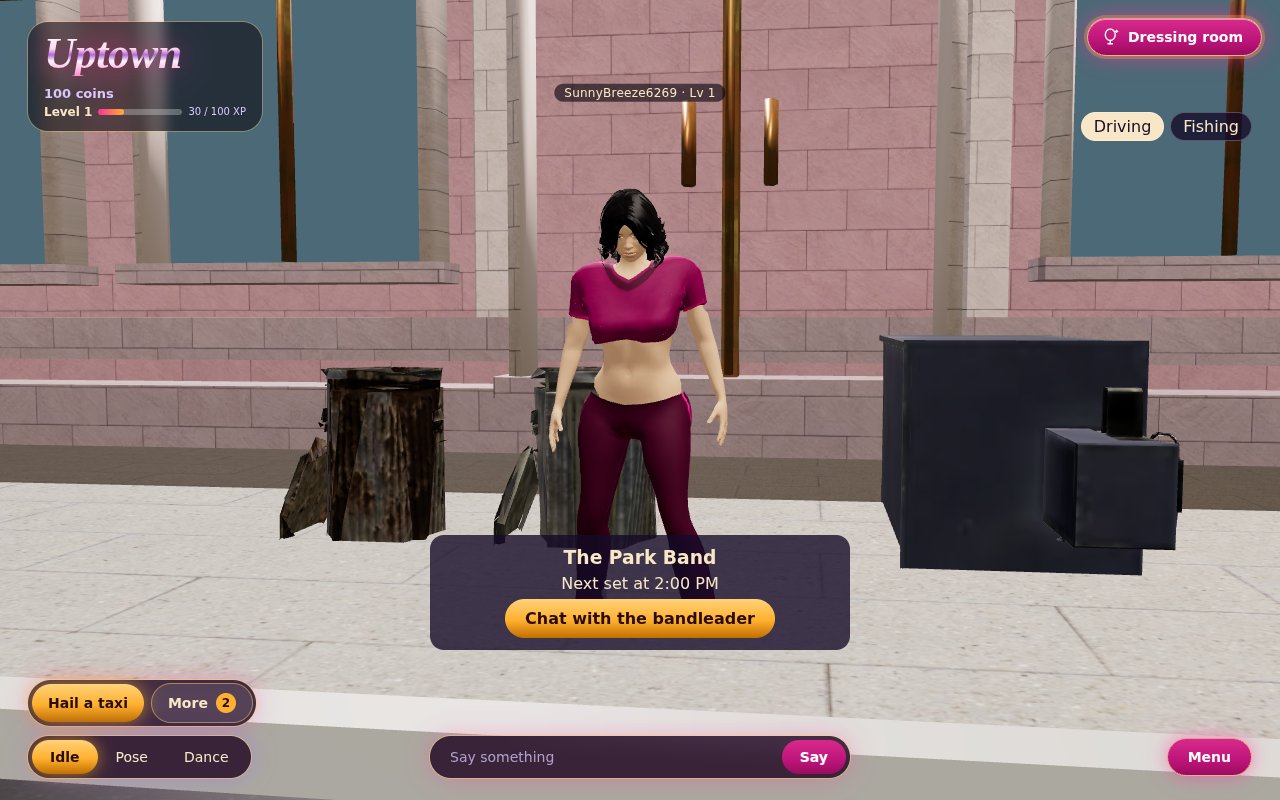 Uptown
100 coins
Level 1 30 / 100 XP
Dressing room
SunnyBreeze6269 · Lv 1
Driving Fishing
The Park Band
Next set at 2:00 PM
Chat with the bandleader
Hail a taxi More 2
Idle Pose Dance
Say something Say
Menu